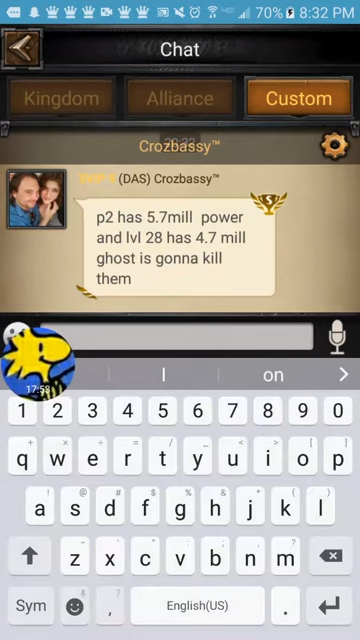 70% 8:32 PM
Chat
Kingdom Alliance Custom
Crozbassy™
(DAS) Crozbassy™
p2 has 5.7mill power
and lvl 28 has 4.7 mill
ghost is gonna kill
them
17:53
I on
1 2 3 4 5 6 7 8 9 0
q w e r t y u i o p
a s d f g h j k l
z x c v b n m
Sym , English(US) .